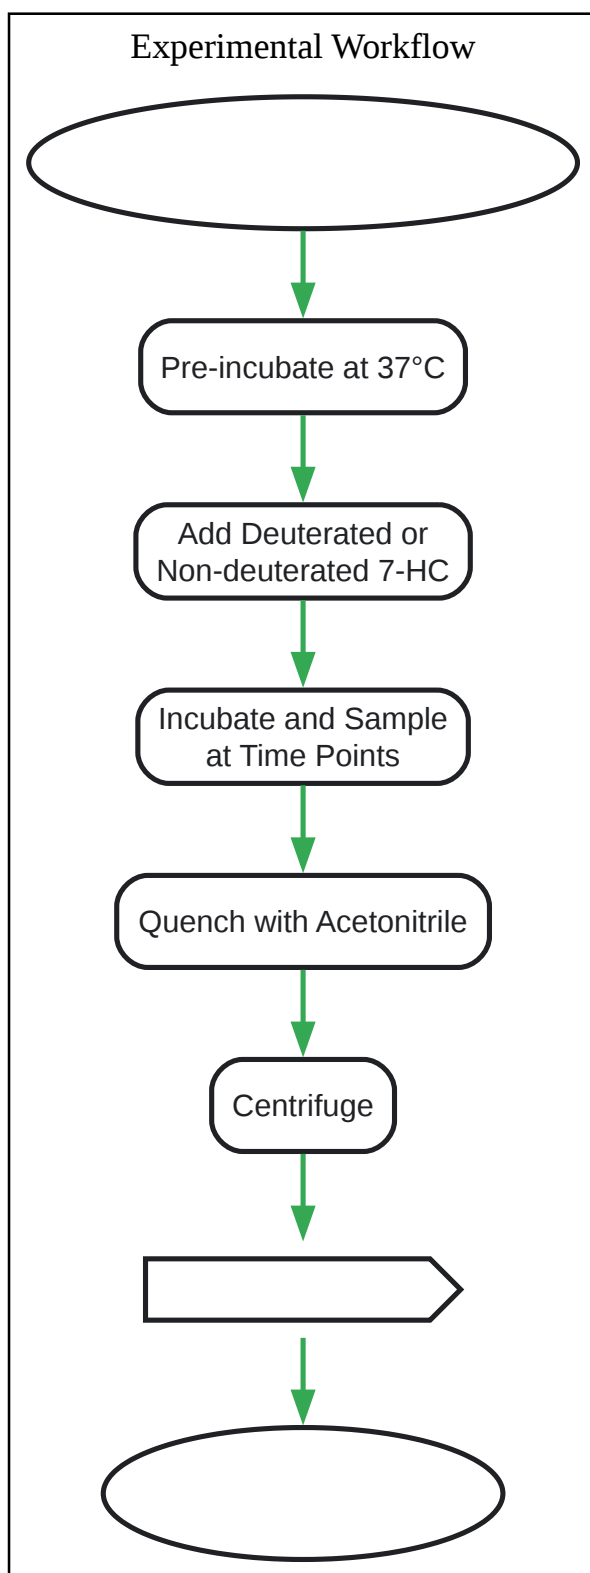 Experimental Workflow
Pre-incubate at 37°C
Add Deuterated or
Non-deuterated 7-HC
Incubate and Sample
at Time Points
Quench with Acetonitrile
Centrifuge